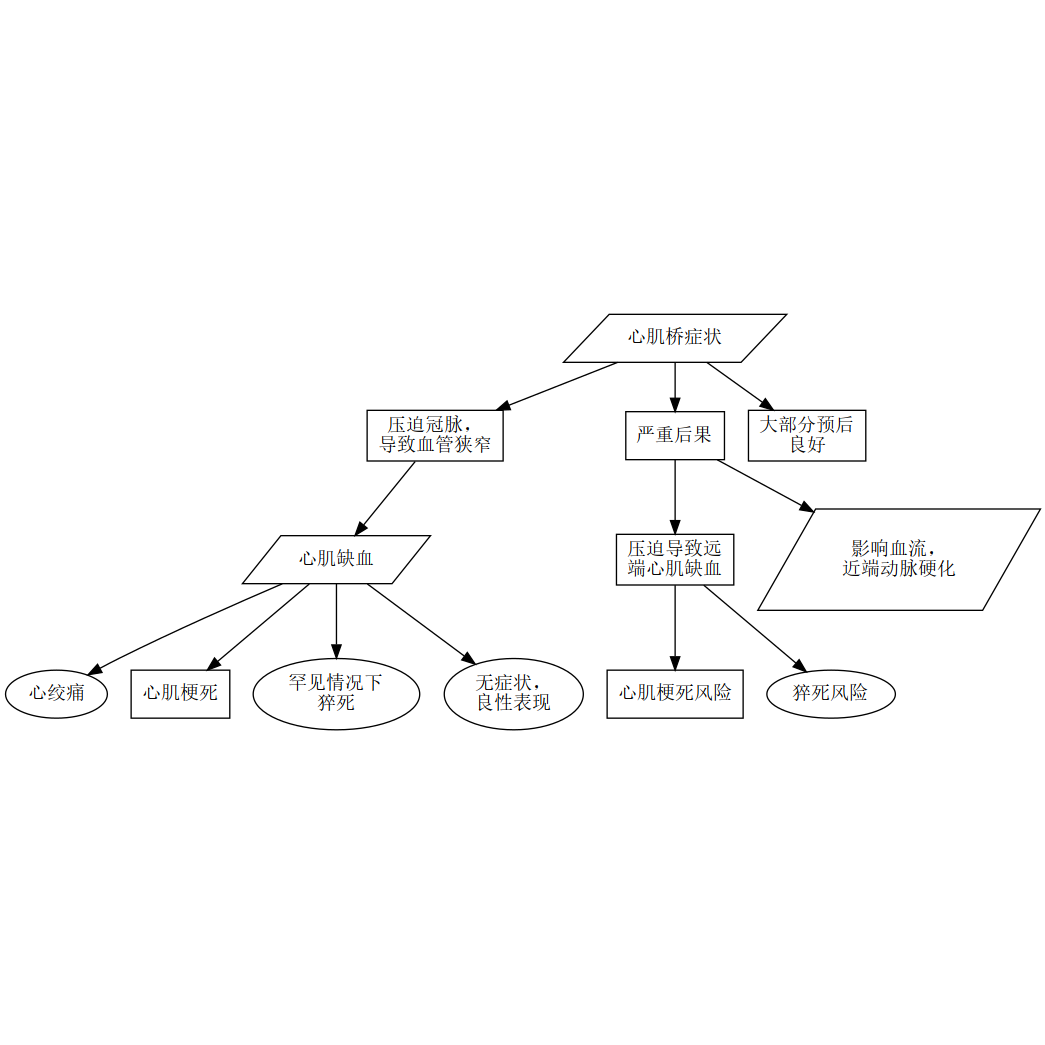 心肌桥症状
压迫冠脉，
导致血管狭窄
严重后果
大部分预后
良好
心肌缺血
压迫导致远
端心肌缺血
影响血流，
近端动脉硬化
心绞痛
心肌梗死
罕见情况下
猝死
无症状，
良性表现
心肌梗死风险
猝死风险